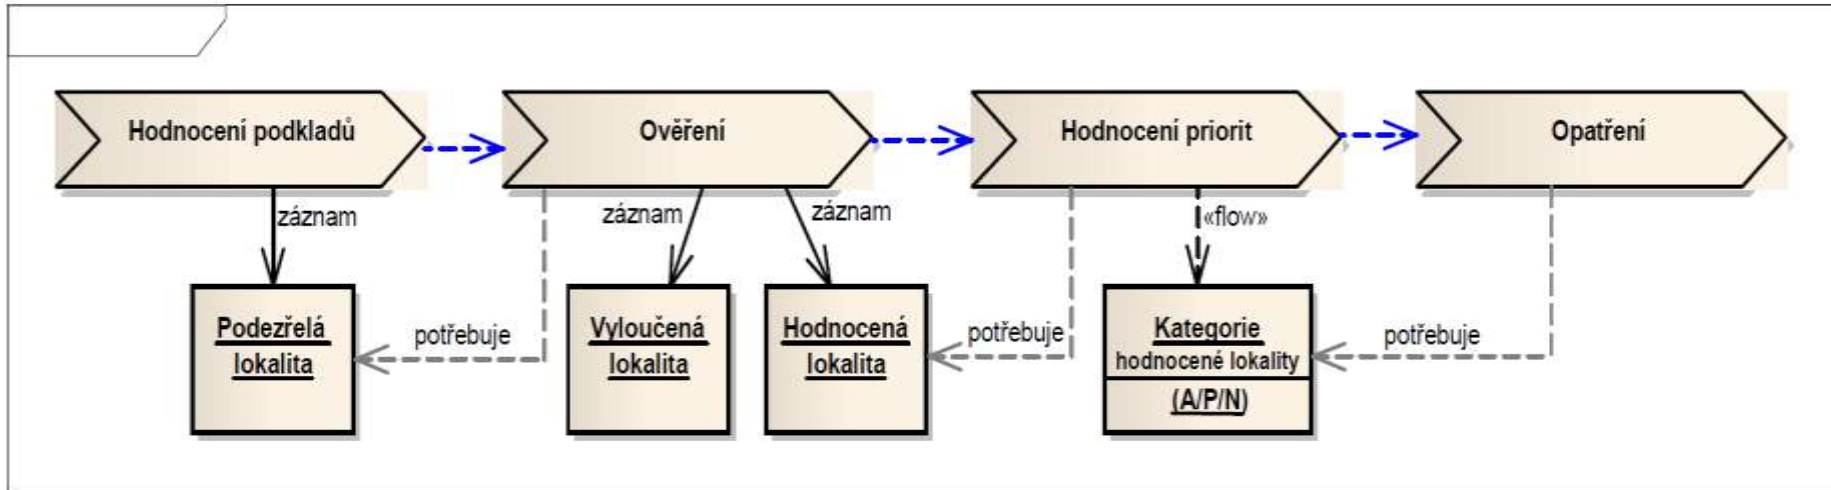 Hodnocení podkladů
Ověření
Hodnocení priorit
Opatření
záznam
záznam
záznam
«flow»
Podezřelá
lokalita
potřebuje
Vyloučená
lokalita
Hodnocená
lokalita
potřebuje
Kategorie
hodnocené lokality
(A/P/N)
potřebuje